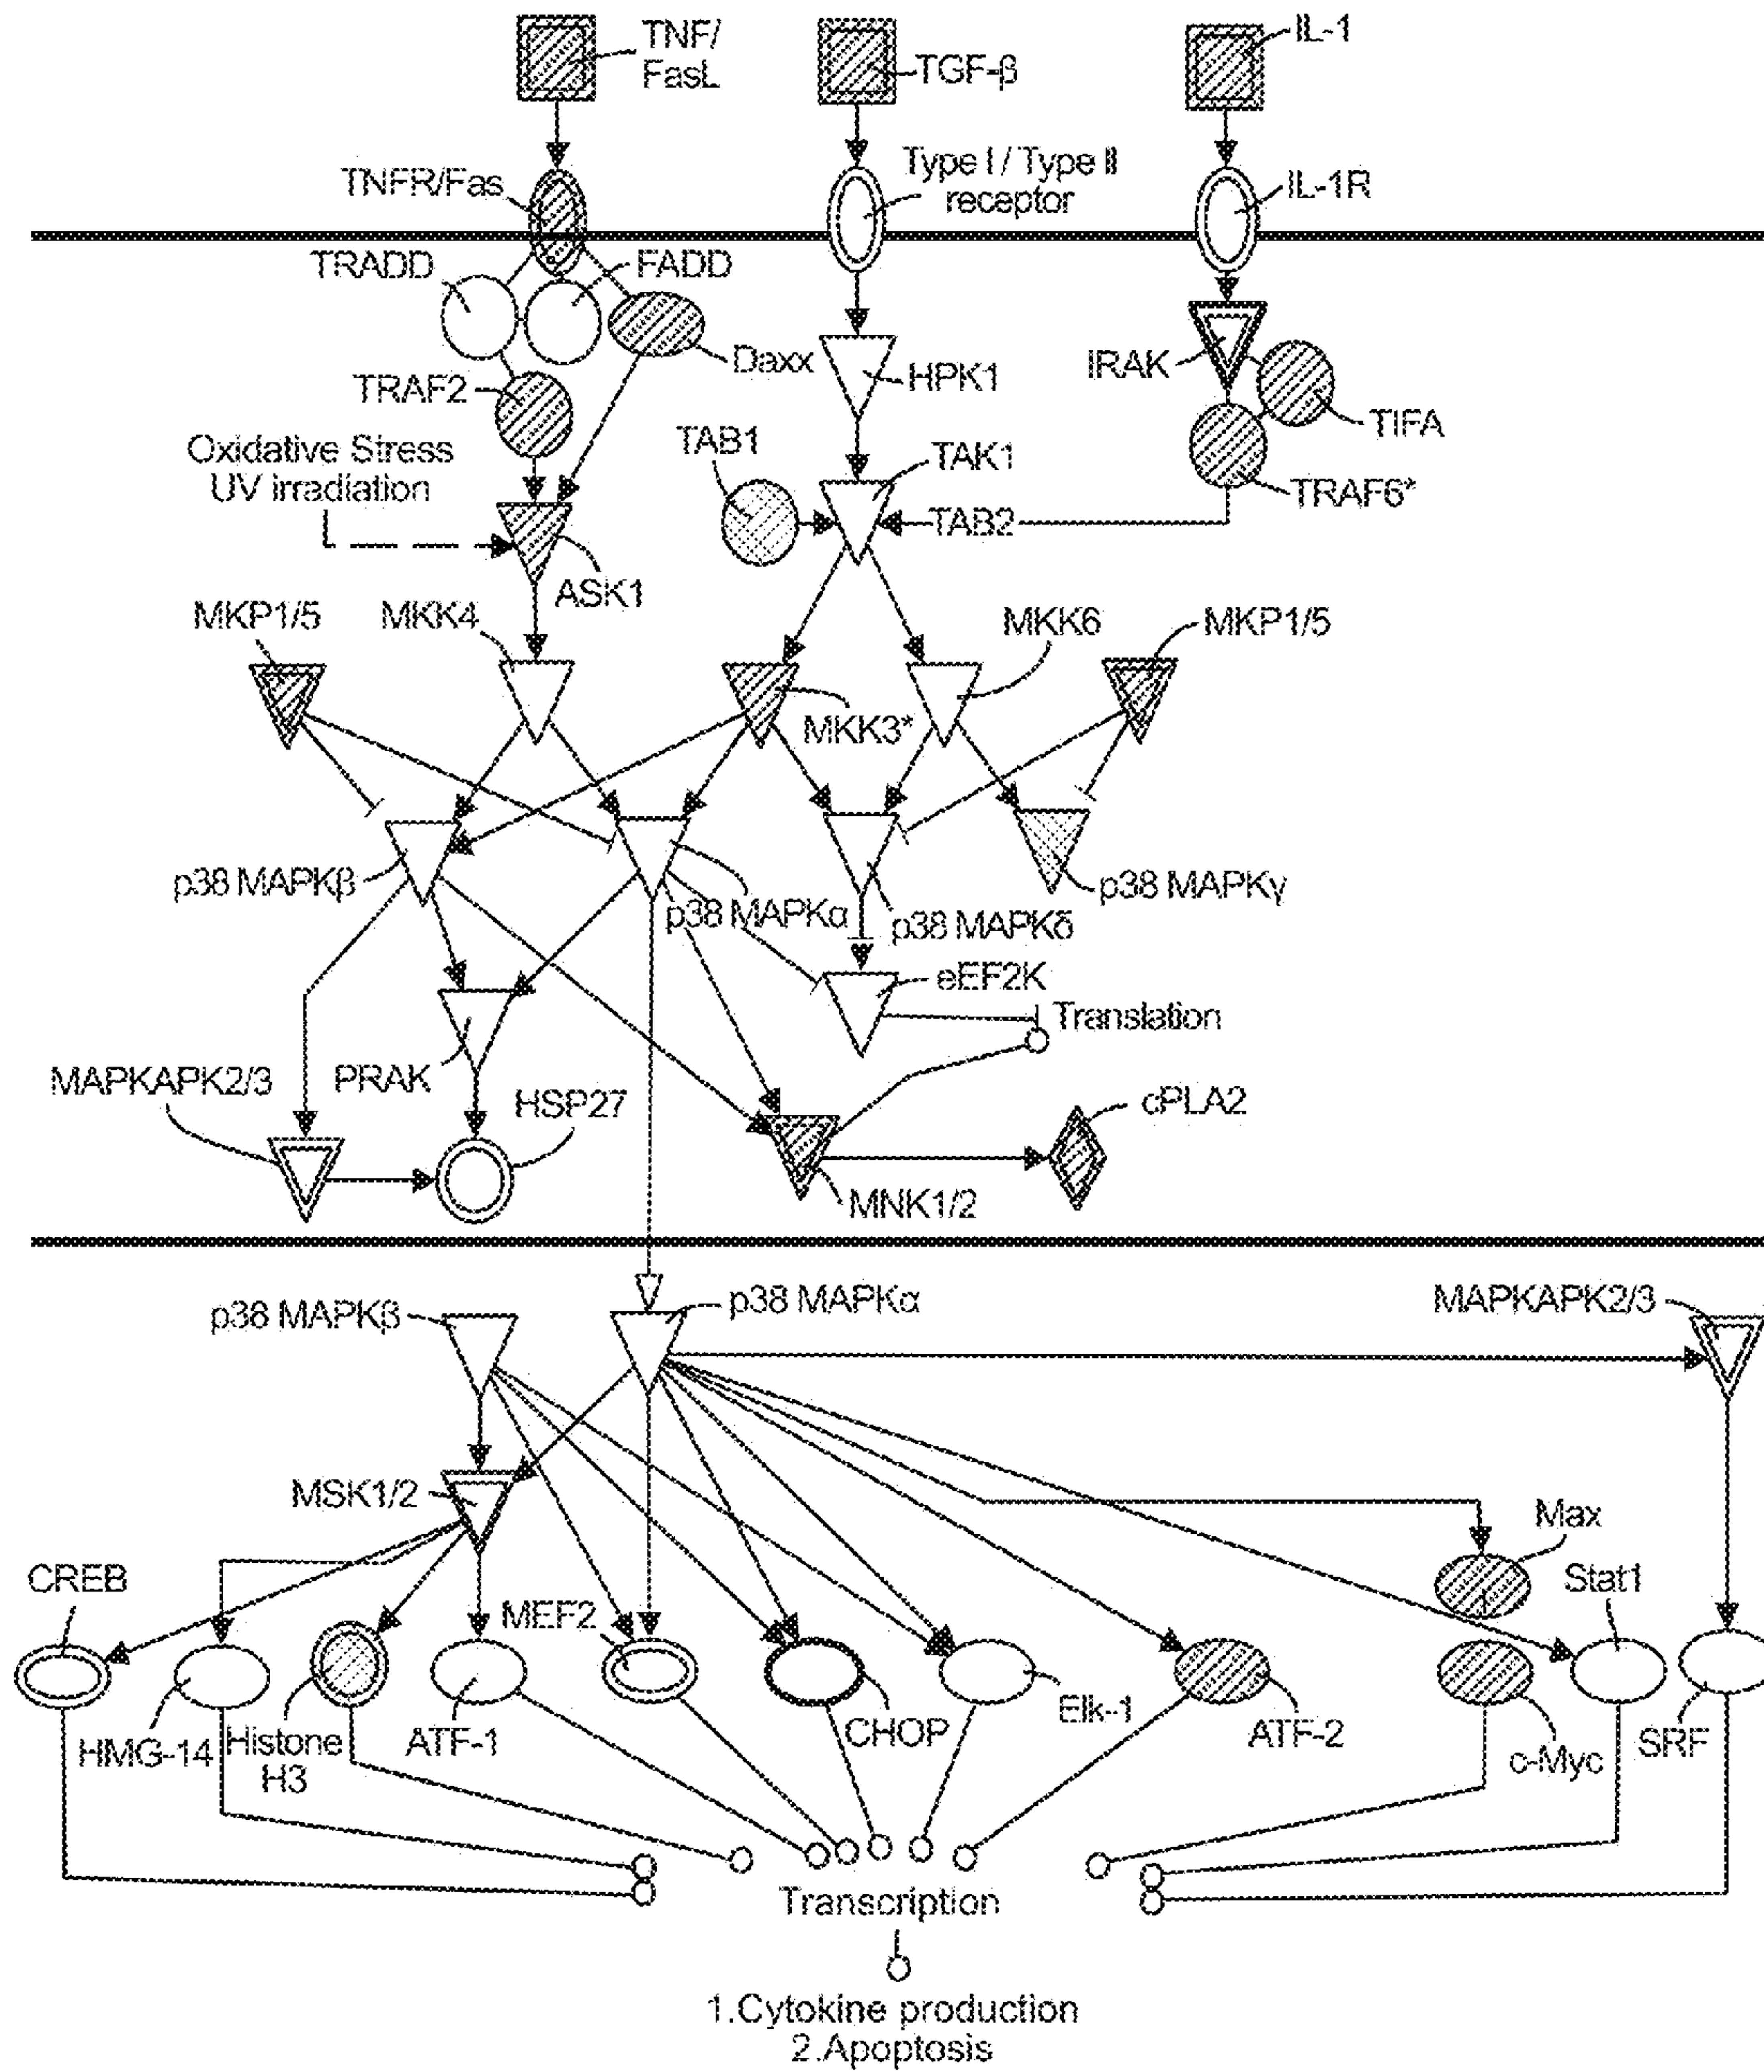 TNF/
FasL
TGF-β
IL-1
TNFR/Fas
Type I / Type II
receptor
IL-1R
TRADD
FADD
Daxx
HPK1
IRAK
TRAF2
TIFA
Oxidative Stress
UV irradiation
TAB1
TAK1
TRAF6*
TAB2
ASK1
MKP1/5
MKK4
MKK6
MKP1/5
MKK3*
p38 MAPKβ
p38 MAPKα
p38 MAPKδ
p38 MAPKγ
eEF2K
Translation
MAPKAPK2/3
PRAK
HSP27
cPLA2
MNK1/2
p38 MAPKβ
p38 MAPKα
MAPKAPK2/3
MSK1/2
Max
CREB
Stat1
MEF2
HMG-14
Histone
H3
ATF-1
CHOP
Elk-1
ATF-2
c-Myc
SRF
Transcription
1.Cytokine production
2.Apoptosis